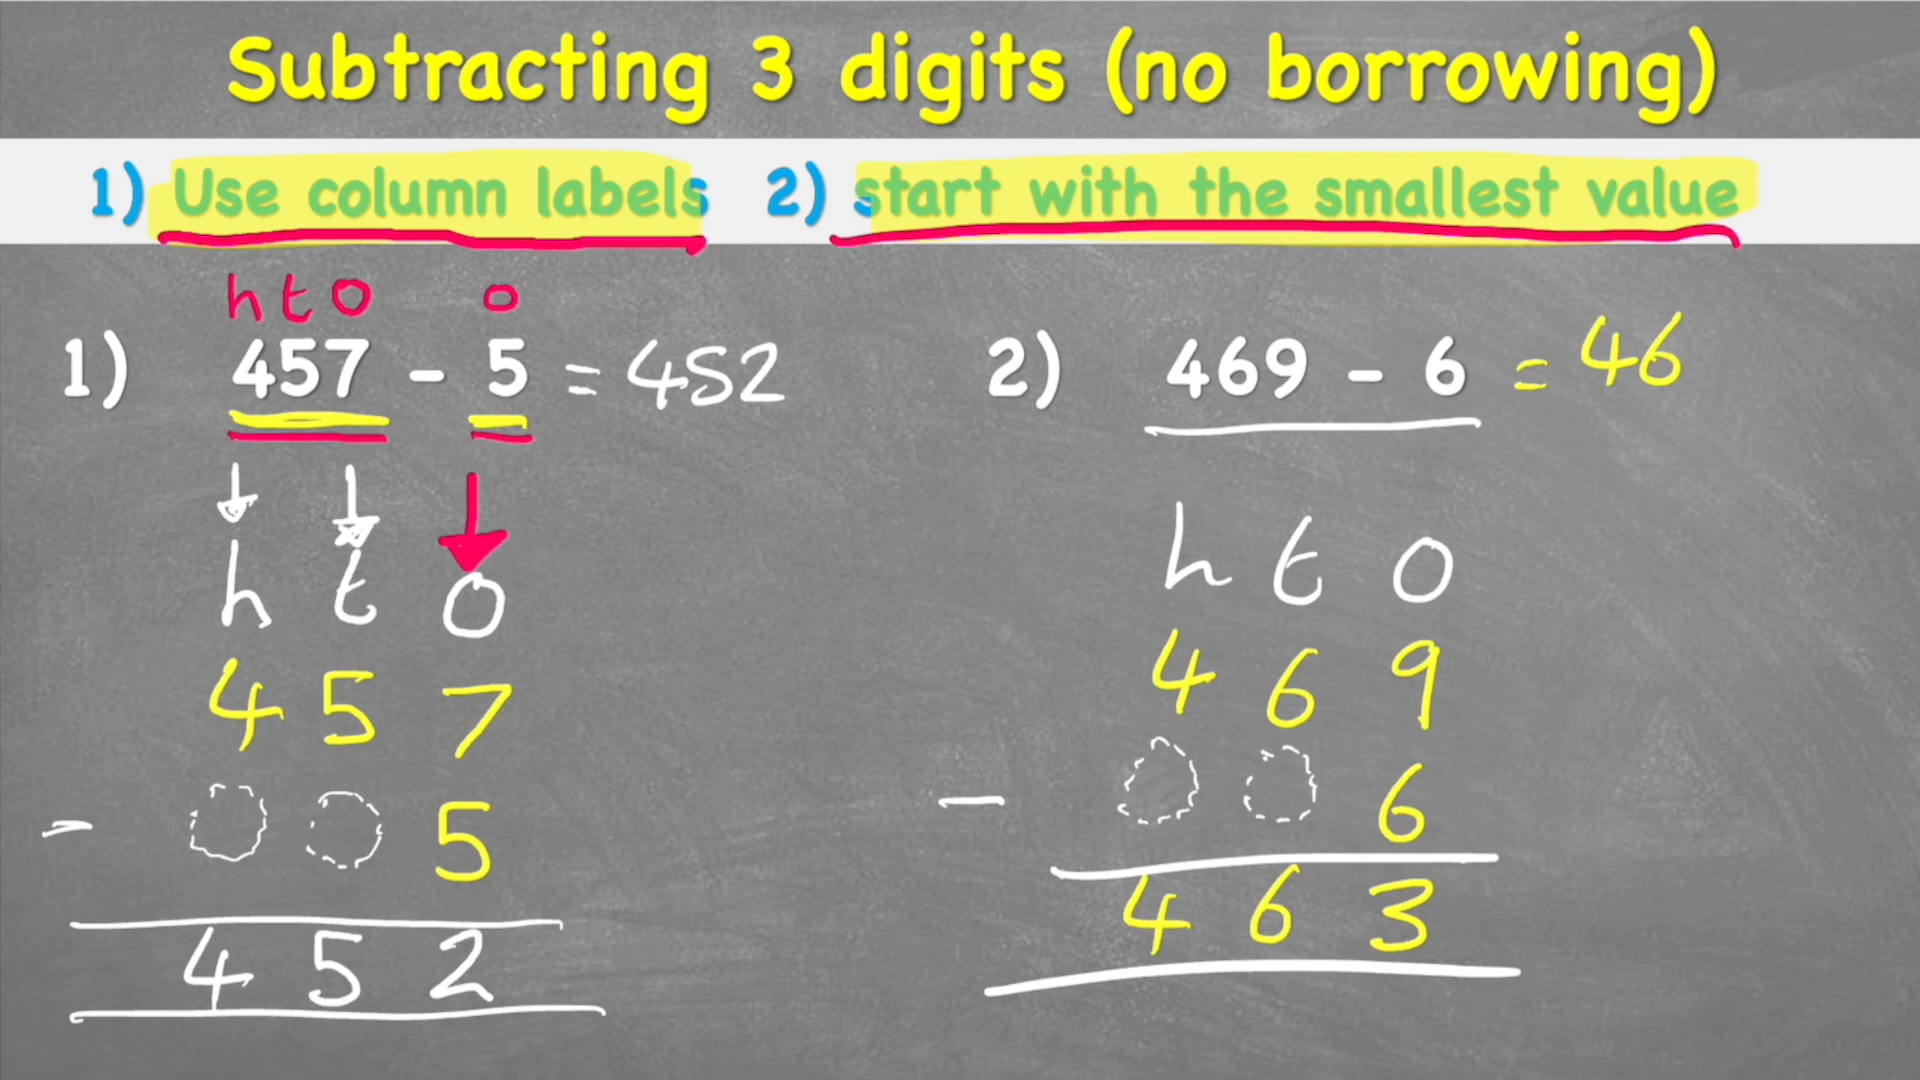 Subtracting 3 digits (no borrowing)
1) Use column labels 2) start with the smallest value
h t o o
1) 457 - 5 = 452
h t o
4 5 7
- 5
4 5 2
2) 469 - 6 = 46
h t o
4 6 9
- 6
4 6 3